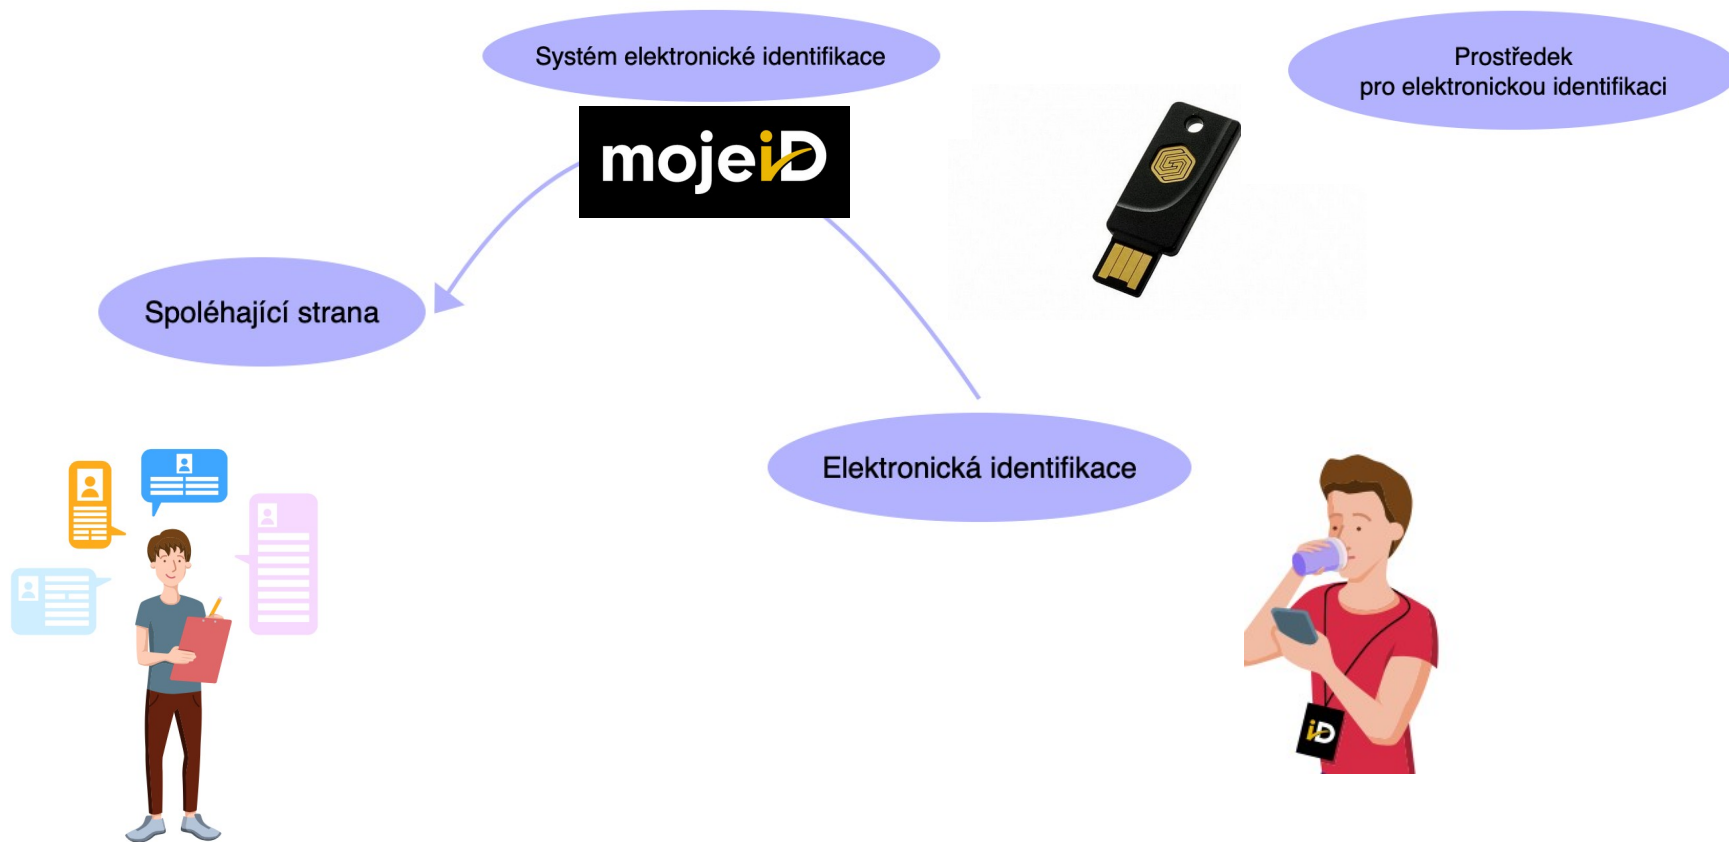 Systém elektronické identifikace
Prostředek
pro elektronickou identifikaci
mojeiD
Spoléhající strana
Elektronická identifikace
iD